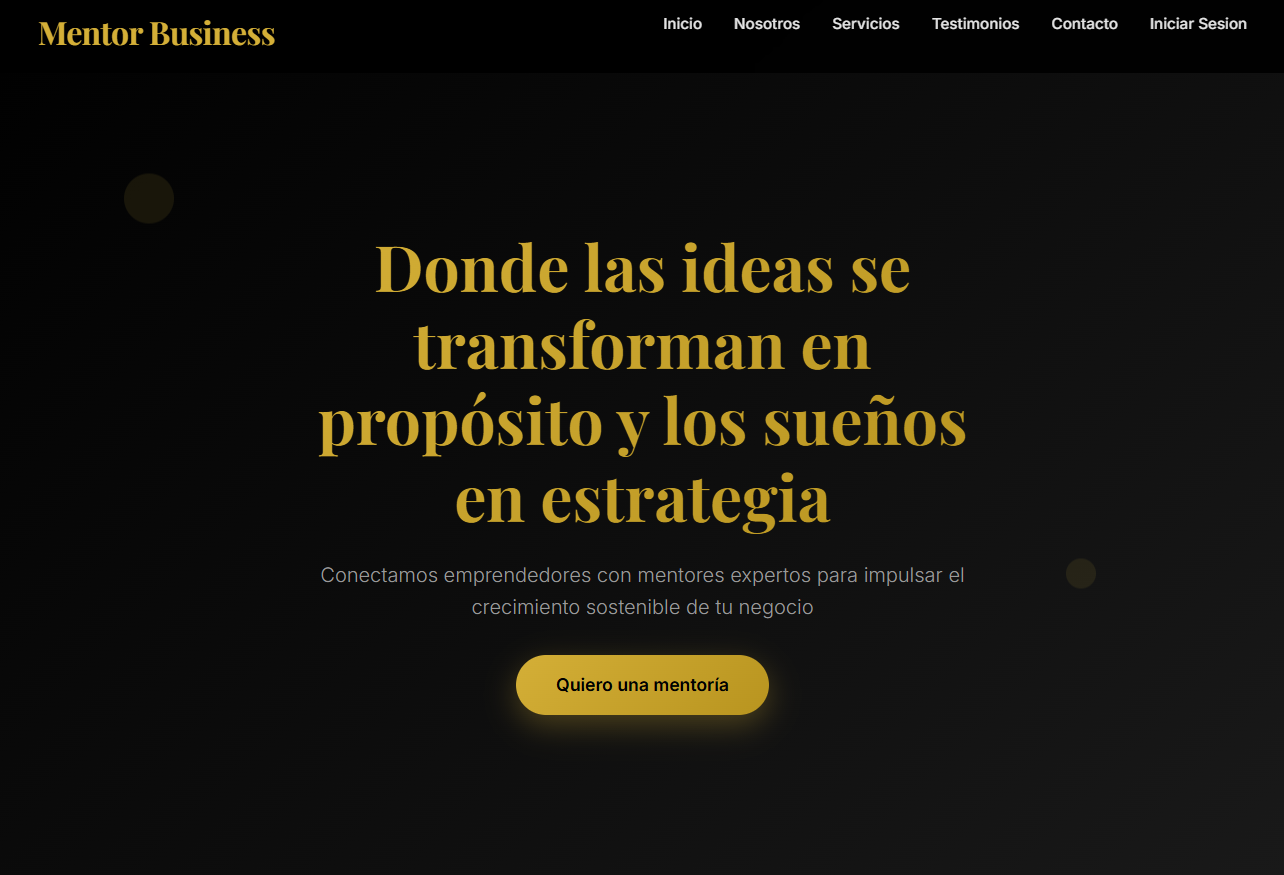 Mentor Business
Inicio Nosotros Servicios Testimonios Contacto Iniciar Sesion
Donde las ideas se
transforman en
propósito y los sueños
en estrategia
Conectamos emprendedores con mentores expertos para impulsar el
crecimiento sostenible de tu negocio
Quiero una mentoría